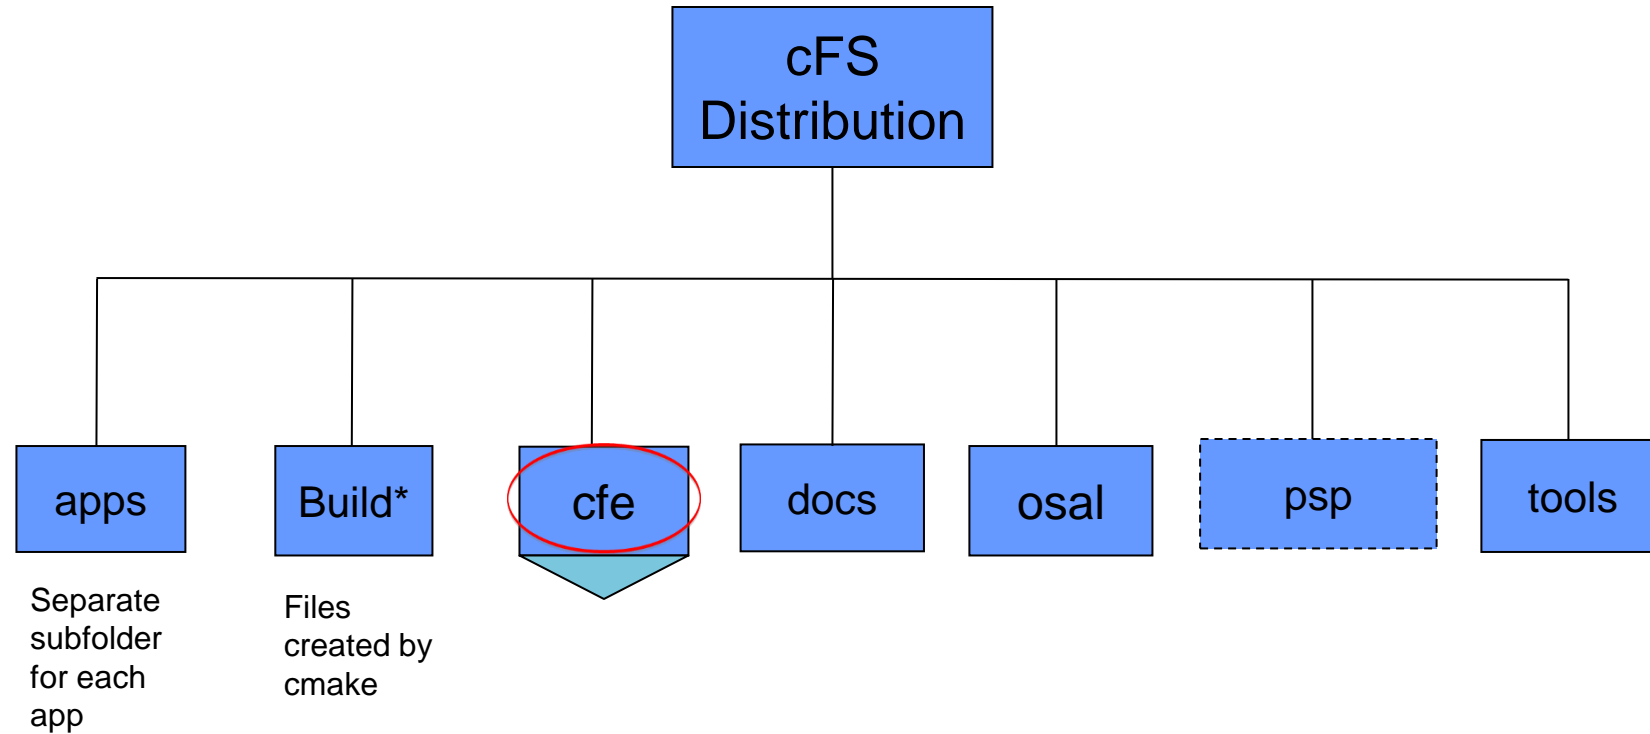 cFS
Distribution
apps
Build*
cfe
docs
osal
psp
tools
Separate
subfolder
for each
app
Files
created by
cmake